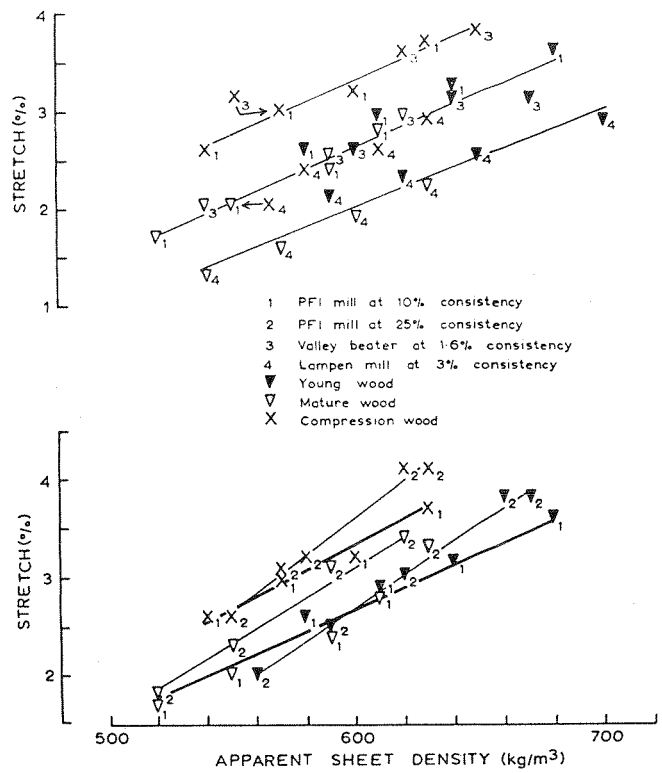 4
3
2
1
STRETCH (%)
1 PFI mill at 10% consistency
2 PFI mill at 25% consistency
3 Valley beater at 1·6% consistency
4 Lampen mill at 3% consistency
Young wood
Mature wood
Compression wood
4
3
2
STRETCH (%)
500 600 700
APPARENT SHEET DENSITY (kg/m³)